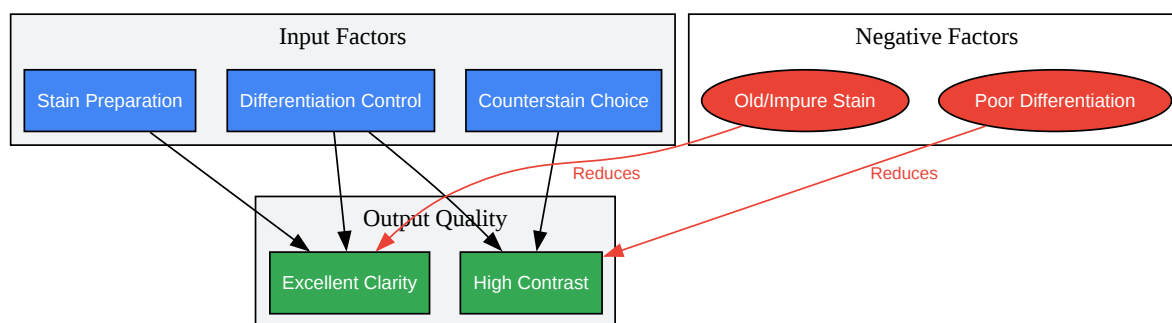 Input Factors
Negative Factors
Stain Preparation
Differentiation Control
Counterstain Choice
Old/Impure Stain
Poor Differentiation
Reduces
Reduces
Output Quality
Excellent Clarity
High Contrast